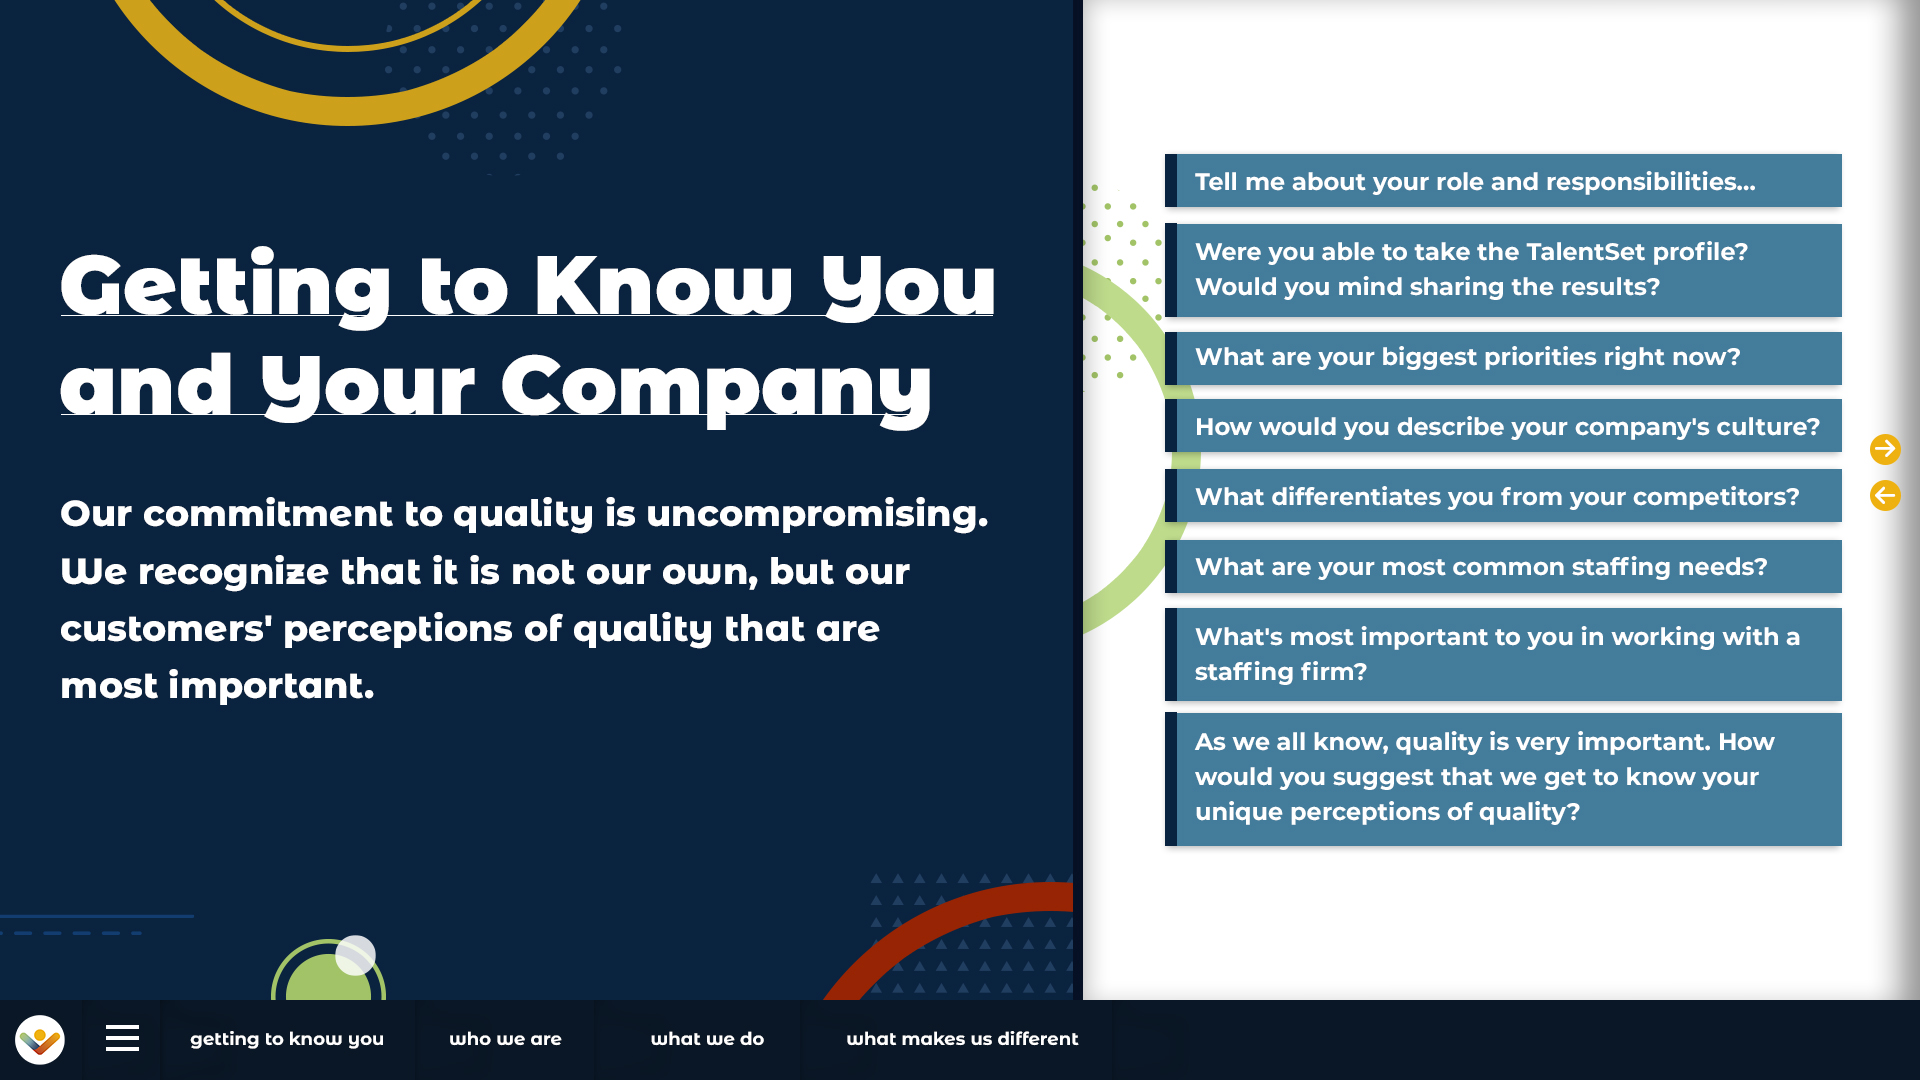 Getting to Know You
and Your Company
Our commitment to quality is uncompromising.
We recognize that it is not our own, but our
customers' perceptions of quality that are
most important.
Tell me about your role and responsibilities...
Were you able to take the TalentSet profile?
Would you mind sharing the results?
What are your biggest priorities right now?
How would you describe your company's culture?
What differentiates you from your competitors?
What are your most common staffing needs?
What's most important to you in working with a
staffing firm?
As we all know, quality is very important. How
would you suggest that we get to know your
unique perceptions of quality?
getting to know you
who we are
what we do
what makes us different